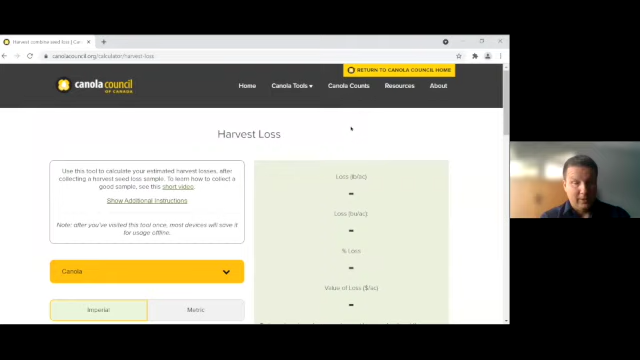 Harvest combine seed loss | Can
canolacouncil.org/calculator/harvest-loss
RETURN TO CANOLA COUNCIL HOME
canola council
OF CANADA
Home
Canola Tools
Canola Counts
Resources
About
Harvest Loss
Use this tool to calculate your estimated harvest losses, after
collecting a harvest seed loss sample. To learn how to collect a
good sample, see this short video.
Show Additional Instructions
Note: after you've visited this tool once, most devices will save it
for usage offline.
Canola
Imperial
Metric
Loss (lb/ac)
-
Loss (bu/ac)
-
% Loss
-
Value of Loss ($/ac)
-